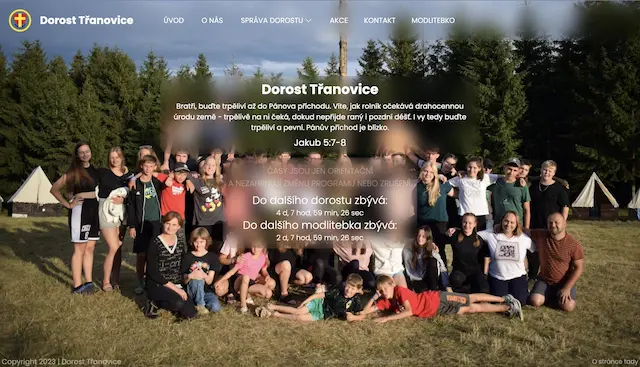 Dorost Třanovice
ÚVOD
O NÁS
SPRÁVA DOROSTU
AKCE
KONTAKT
MODLITEBKO
Dorost Třanovice
Bratři, buďte trpěliví až do Pánova příchodu. Víte, jak rolník očekává drahocennou
úrodu země - trpělivě na ni čeká, dokud nepřijde raný i pozdní déšť. I vy tedy buďte
trpěliví a pevní. Pánův příchod je blízko.
Jakub 5:7-8
ČASY JSOU JEN ORIENTAČNÍ
A NEZAHRNUJÍ ZMĚNU PROGRAMU NEBO ZRUŠENÍ
Do dalšího dorostu zbývá:
4 d, 7 hod, 59 min, 26 sec
Do dalšího modlitebka zbývá:
2 d, 7 hod, 59 min, 26 sec
Copyright 2023 | Dorost Třanovice
O stránce tady